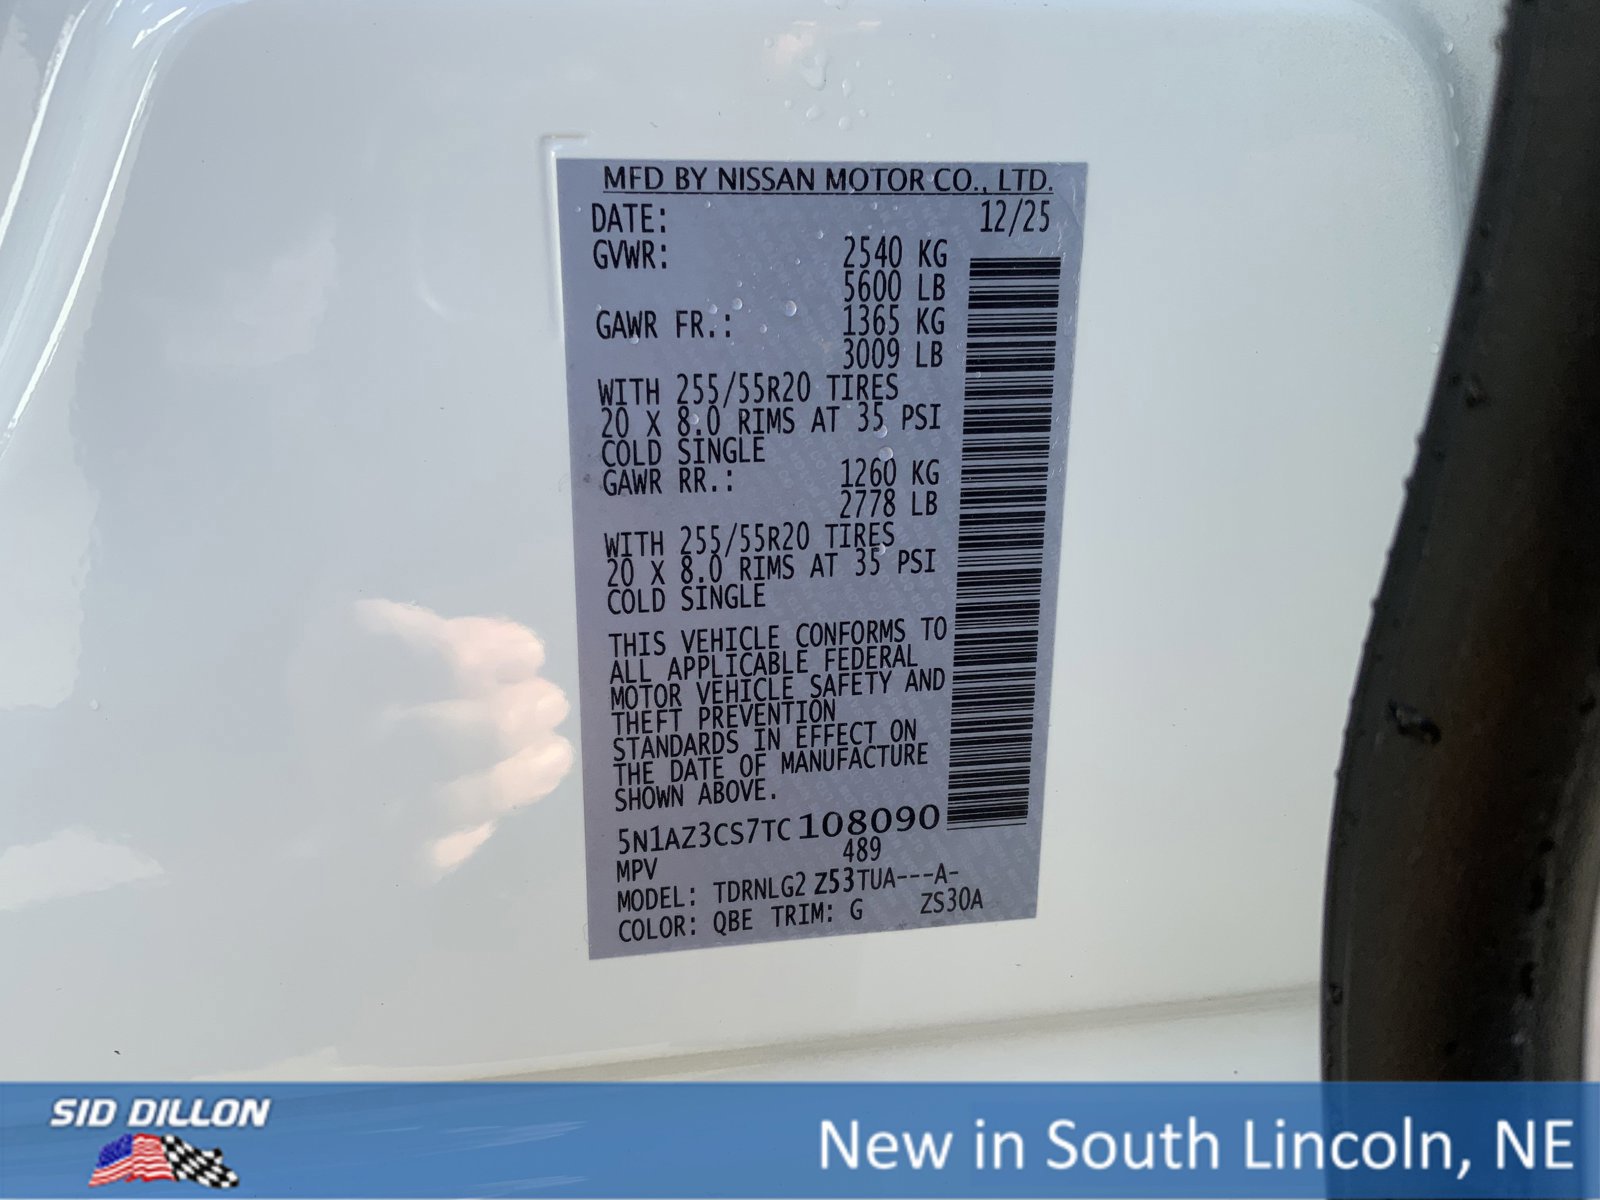 MFD BY NISSAN MOTOR CO., LTD.
DATE: 12/25
GVWR: 2540 KG
5600 LB
GAWR FR.: 1365 KG
3009 LB
WITH 255/55R20 TIRES
20 X 8.0 RIMS AT 35 PSI
COLD SINGLE
GAWR RR.: 1260 KG
2778 LB
WITH 255/55R20 TIRES
20 X 8.0 RIMS AT 35 PSI
COLD SINGLE
THIS VEHICLE CONFORMS TO
ALL APPLICABLE FEDERAL
MOTOR VEHICLE SAFETY AND
THEFT PREVENTION
STANDARDS IN EFFECT ON
THE DATE OF MANUFACTURE
SHOWN ABOVE.
5N1AZ3CS7TC108090
MPV 489
MODEL: TDRNLG2 Z53TUA---A-
COLOR: QBE TRIM: G ZS30A
SID DILLON
New in South Lincoln, NE